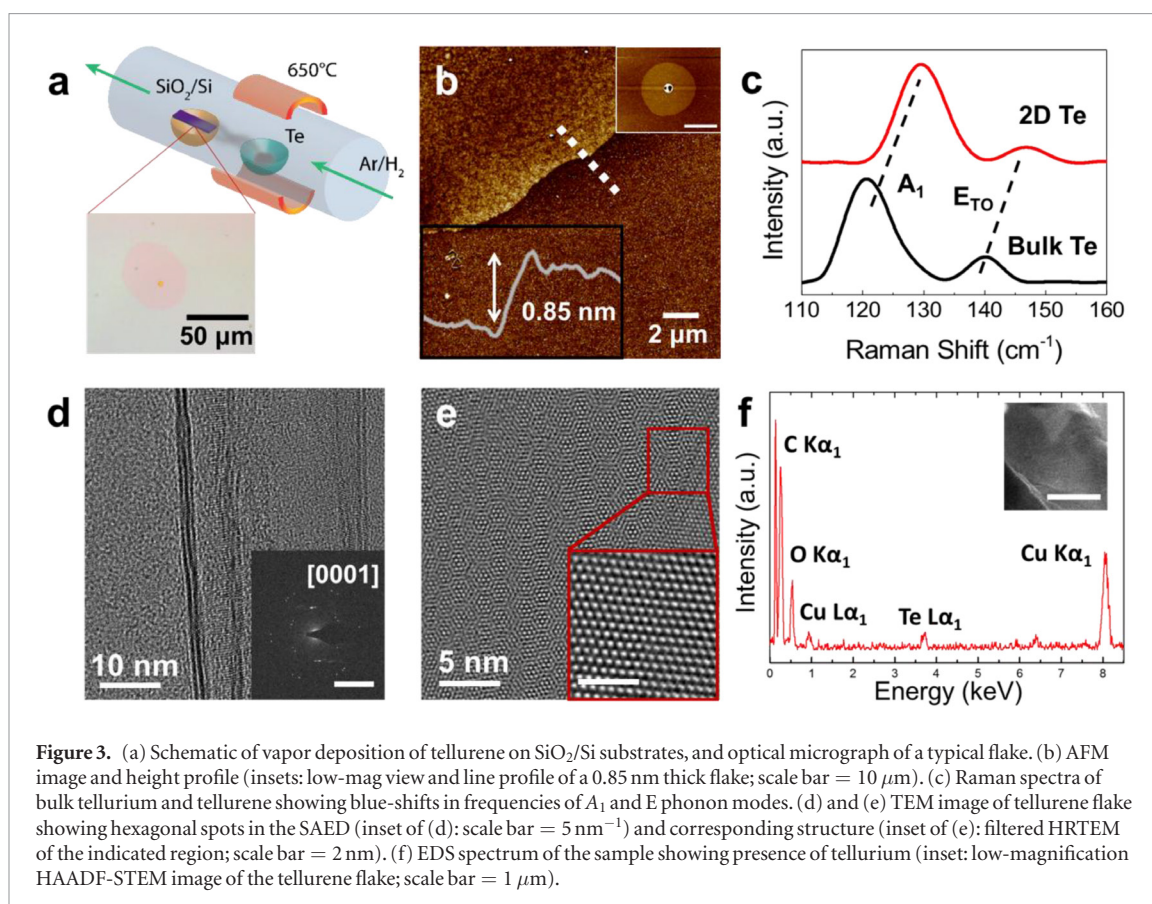 a
SiO₂/Si
650°C
Te
Ar/H₂
50 µm
b
0.85 nm
2 µm
c
Intensity (a.u.)
2D Te
A₁
E_TO
Bulk Te
110 120 130 140 150 160
Raman Shift (cm⁻¹)
d
[0001]
10 nm
e
5 nm
f
Intensity (a.u.)
C Kα₁
O Kα₁
Cu Lα₁
Te Lα₁
Cu Kα₁
0 1 2 3 4 5 6 7 8
Energy (keV)
Figure 3. (a) Schematic of vapor deposition of tellurene on SiO₂/Si substrates, and optical micrograph of a typical flake. (b) AFM
image and height profile (insets: low-mag view and line profile of a 0.85 nm thick flake; scale bar = 10 µm). (c) Raman spectra of
bulk tellurium and tellurene showing blue-shifts in frequencies of A₁ and E phonon modes. (d) and (e) TEM image of tellurene flake
showing hexagonal spots in the SAED (inset of (d): scale bar = 5 nm⁻¹) and corresponding structure (inset of (e): filtered HRTEM
of the indicated region; scale bar = 2 nm). (f) EDS spectrum of the sample showing presence of tellurium (inset: low-magnification
HAADF-STEM image of the tellurene flake; scale bar = 1 µm).